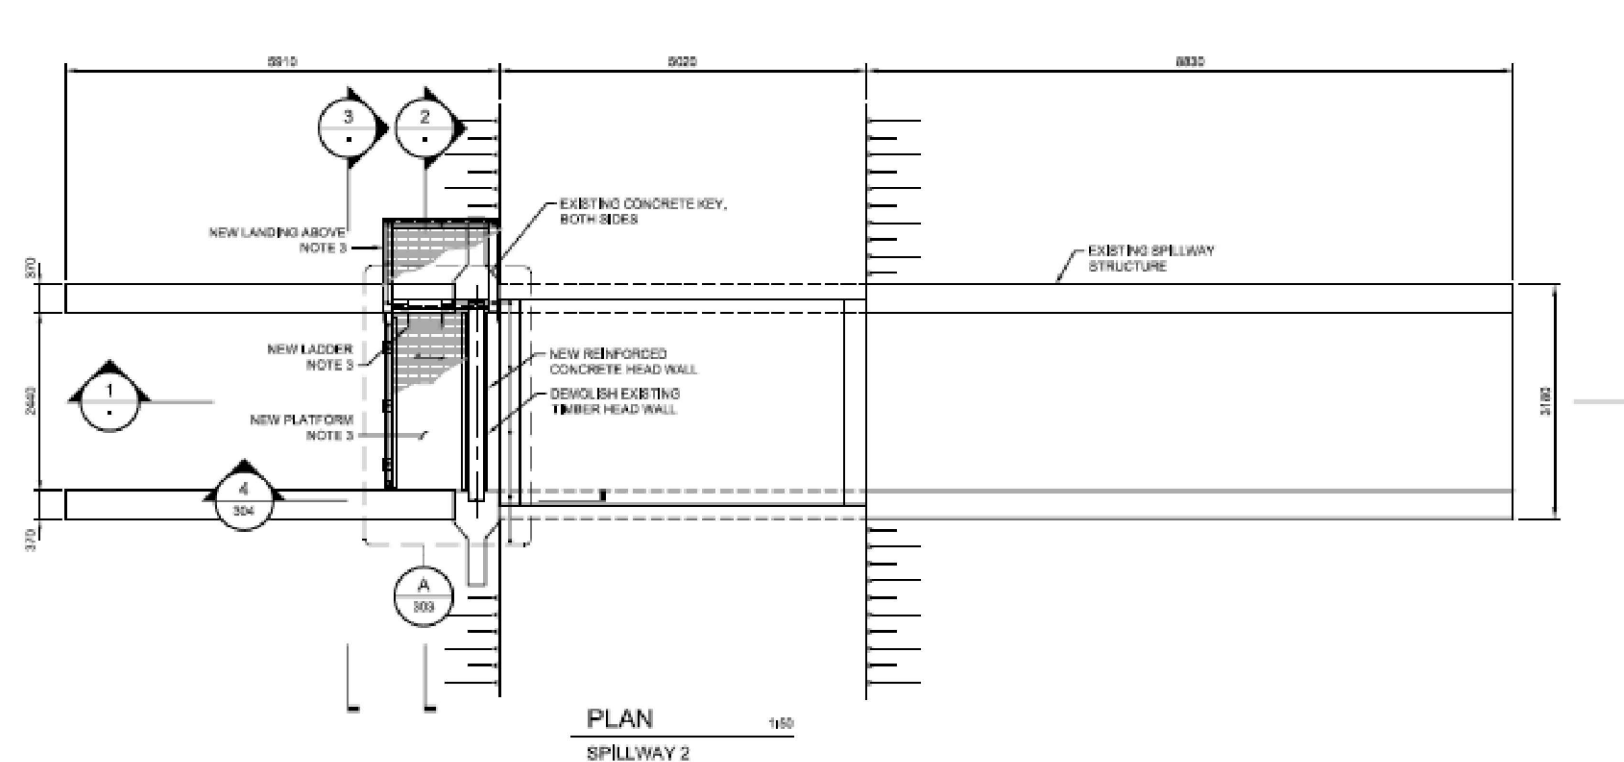 5910
5020
8830
3
2
EXISTING CONCRETE KEY,
BOTH SIDES
NEW LANDING ABOVE
NOTE 3
EXISTING SPILLWAY
STRUCTURE
370
NEW LADDER
NOTE 3
NEW REINFORCED
CONCRETE HEAD WALL
DEMOLISH EXISTING
TIMBER HEAD WALL
1
2440
3180
NEW PLATFORM
NOTE 3
4
304
370
A
303
PLAN
1:50
SPILLWAY 2